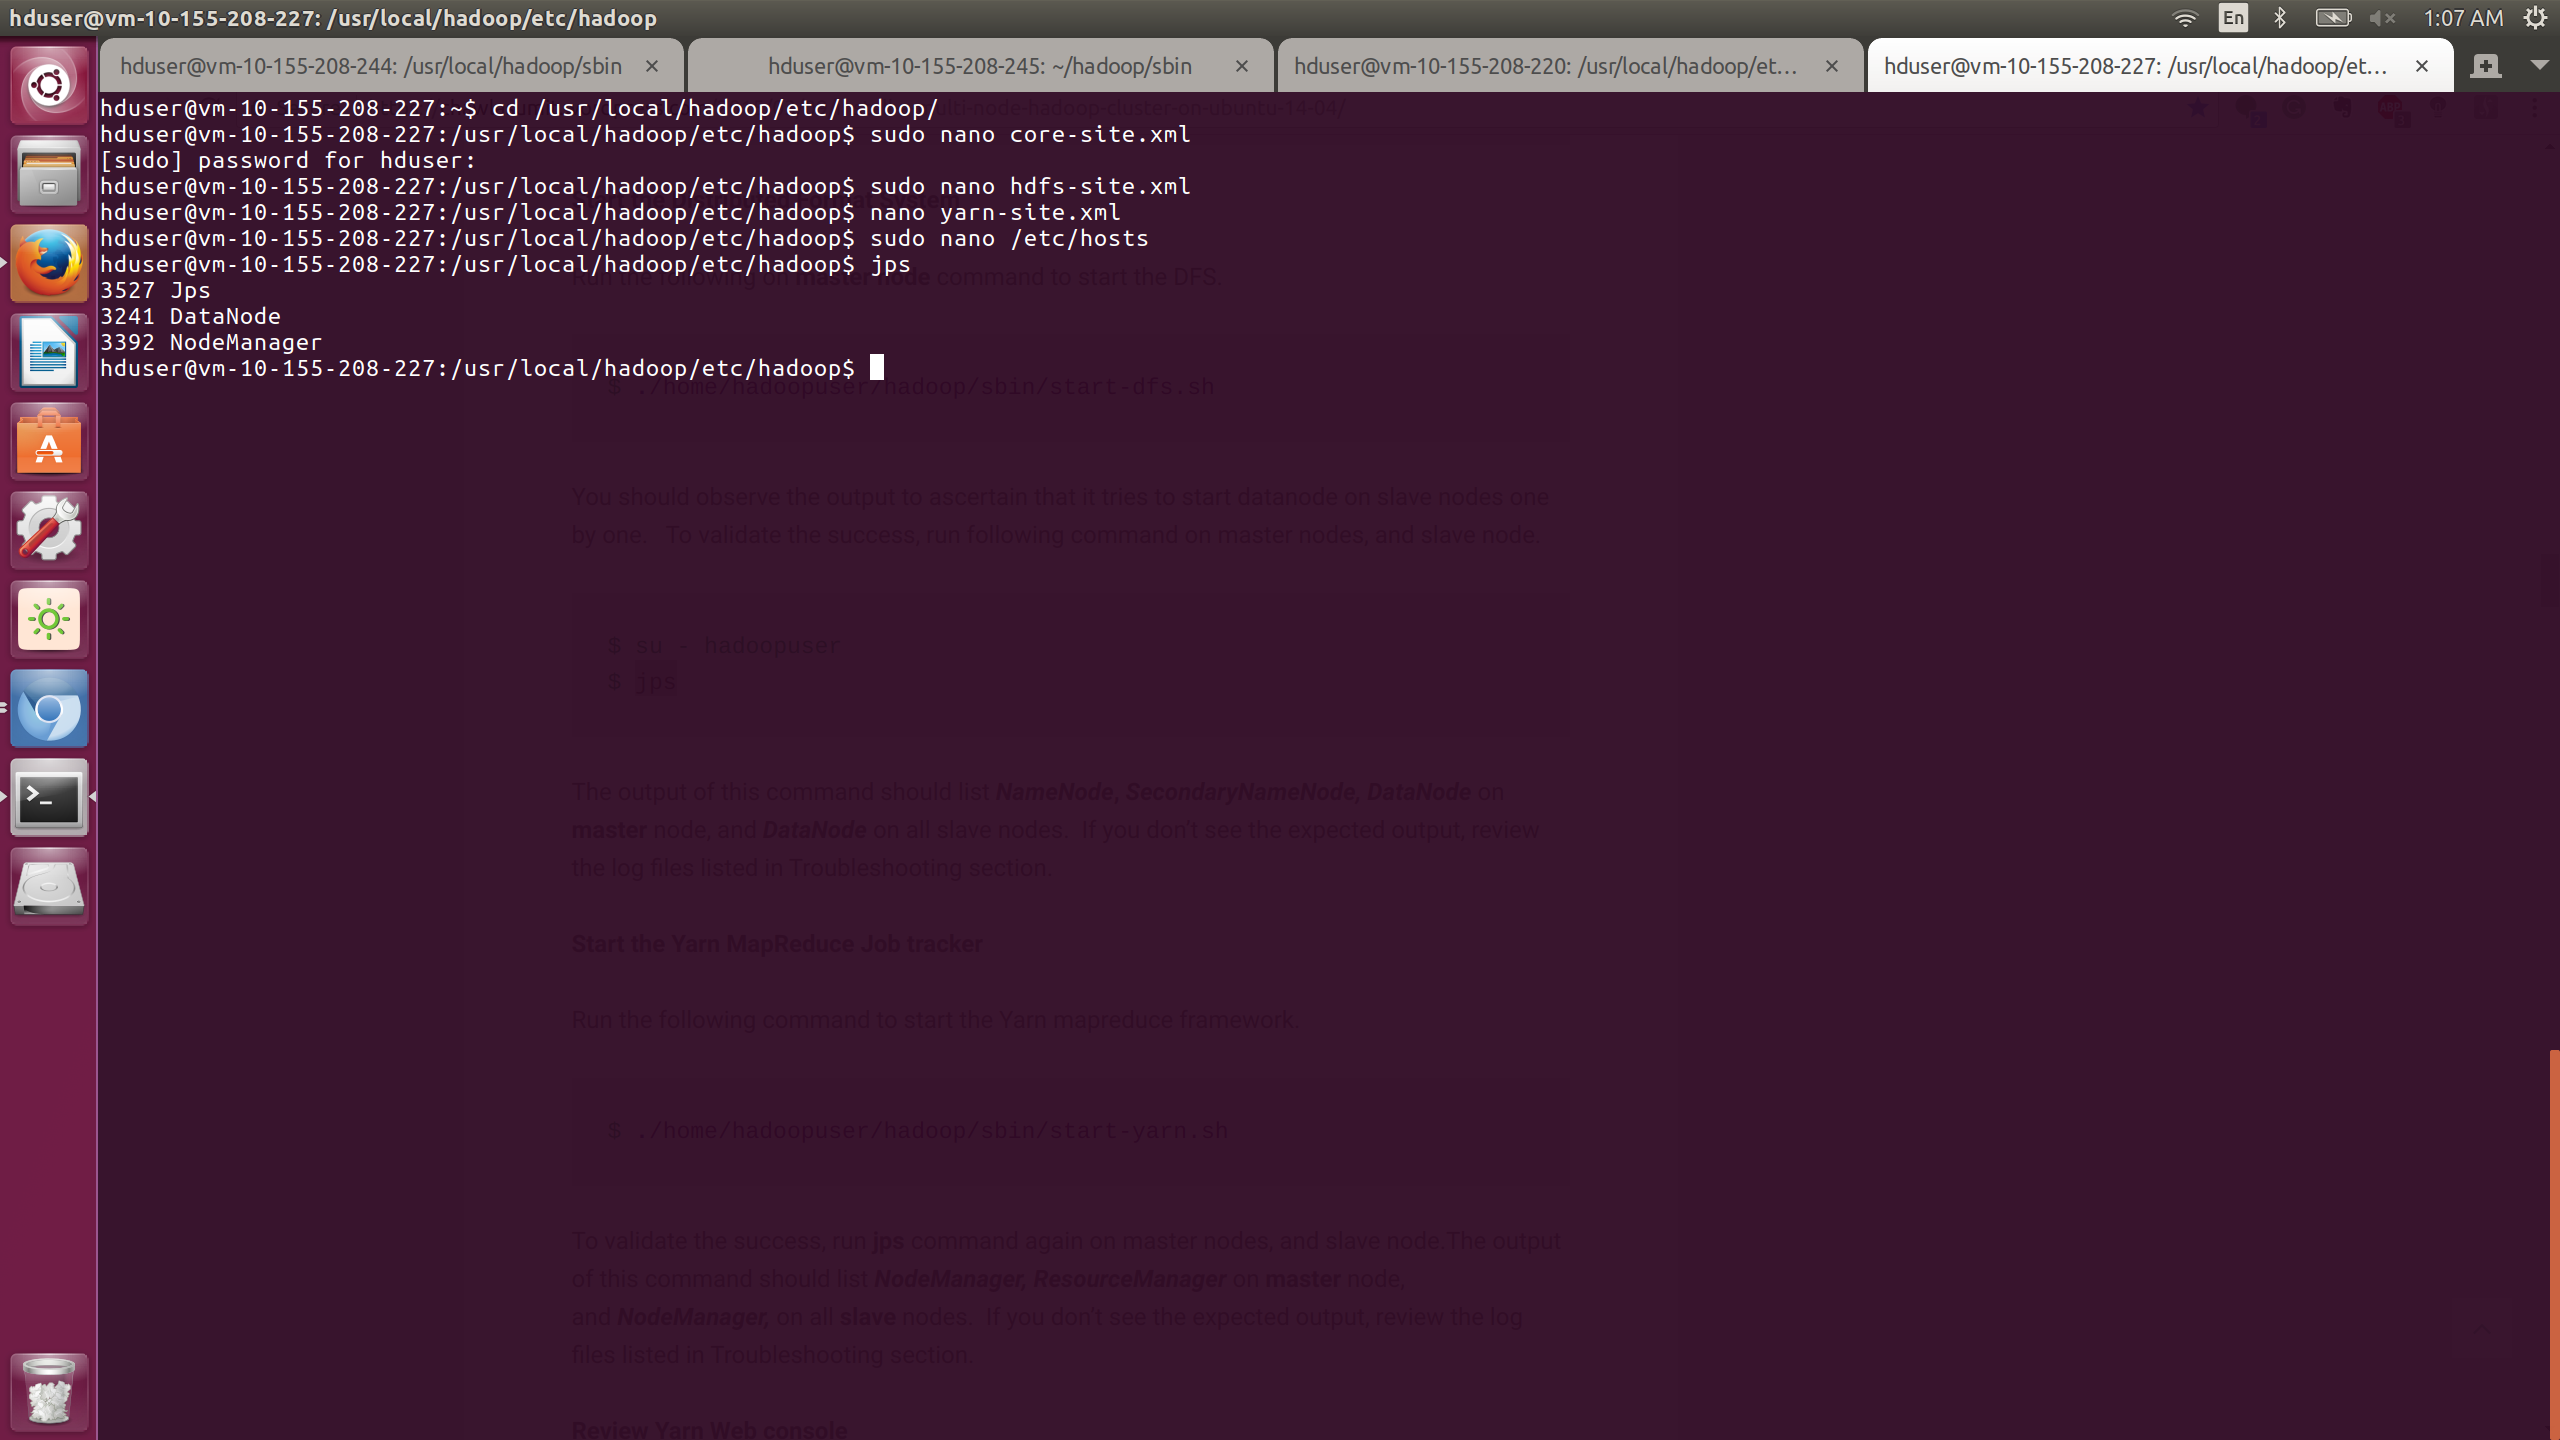 hduser@vm-10-155-208-227: /usr/local/hadoop/etc/hadoop
En
1:07 AM
hduser@vm-10-155-208-244: /usr/local/hadoop/sbin ×
hduser@vm-10-155-208-245: ~/hadoop/sbin ×
hduser@vm-10-155-208-220: /usr/local/hadoop/et... ×
hduser@vm-10-155-208-227: /usr/local/hadoop/et... ×
hduser@vm-10-155-208-227:~$ cd /usr/local/hadoop/etc/hadoop/
ulti-node-hadoop-cluster-on-ubuntu-14-04/
hduser@vm-10-155-208-227:/usr/local/hadoop/etc/hadoop$ sudo nano core-site.xml
[sudo] password for hduser:
hduser@vm-10-155-208-227:/usr/local/hadoop/etc/hadoop$ sudo nano hdfs-site.xml
hduser@vm-10-155-208-227:/usr/local/hadoop/etc/hadoop$ nano yarn-site.xml
hduser@vm-10-155-208-227:/usr/local/hadoop/etc/hadoop$ sudo nano /etc/hosts
hduser@vm-10-155-208-227:/usr/local/hadoop/etc/hadoop$ jps
Run the following on master node command to start the DFS.
3527 Jps
3241 DataNode
3392 NodeManager
hduser@vm-10-155-208-227:/usr/local/hadoop/etc/hadoop$
$ ./home/hadoopuser/hadoop/sbin/start-dfs.sh
You should observe the output to ascertain that it tries to start datanode on slave nodes one
by one. To validate the success, run following command on master nodes, and slave node.
$ su - hadoopuser
$ jps
The output of this command should list NameNode, SecondaryNameNode, DataNode on
master node, and DataNode on all slave nodes. If you don't see the expected output, review
the log files listed in Troubleshooting section.
Start the Yarn MapReduce Job tracker
Run the following command to start the Yarn mapreduce framework.
$ ./home/hadoopuser/hadoop/sbin/start-yarn.sh
To validate the success, run jps command again on master nodes, and slave node.The output
of this command should list NodeManager, ResourceManager on master node,
and NodeManager, on all slave nodes. If you don't see the expected output, review the log
files listed in Troubleshooting section.
Review Yarn Web console